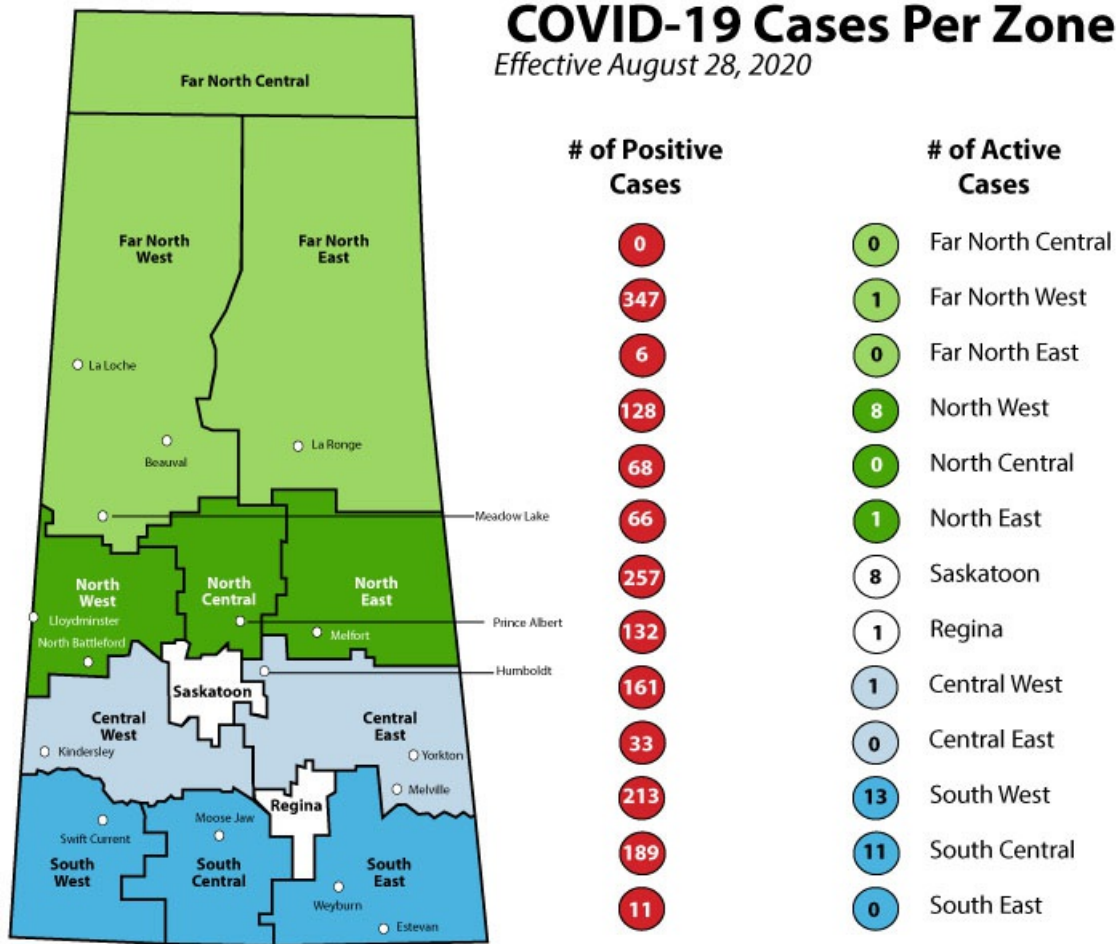 COVID-19 Cases Per Zone
Effective August 28, 2020
# of Positive
Cases
# of Active
Cases
0 0 Far North Central
347 1 Far North West
6 0 Far North East
128 8 North West
68 0 North Central
66 1 North East
257 8 Saskatoon
132 1 Regina
161 1 Central West
33 0 Central East
213 13 South West
189 11 South Central
11 0 South East
Far North Central
Far North
West
Far North
East
La Loche
Beauval
La Ronge
Meadow Lake
North
West
North
Central
North
East
Lloydminster
Prince Albert
North Battleford
Melfort
Humboldt
Saskatoon
Central
West
Central
East
Kindersley
Yorkton
Melville
Regina
Swift Current
Moose Jaw
South
West
South
Central
South
East
Weyburn
Estevan